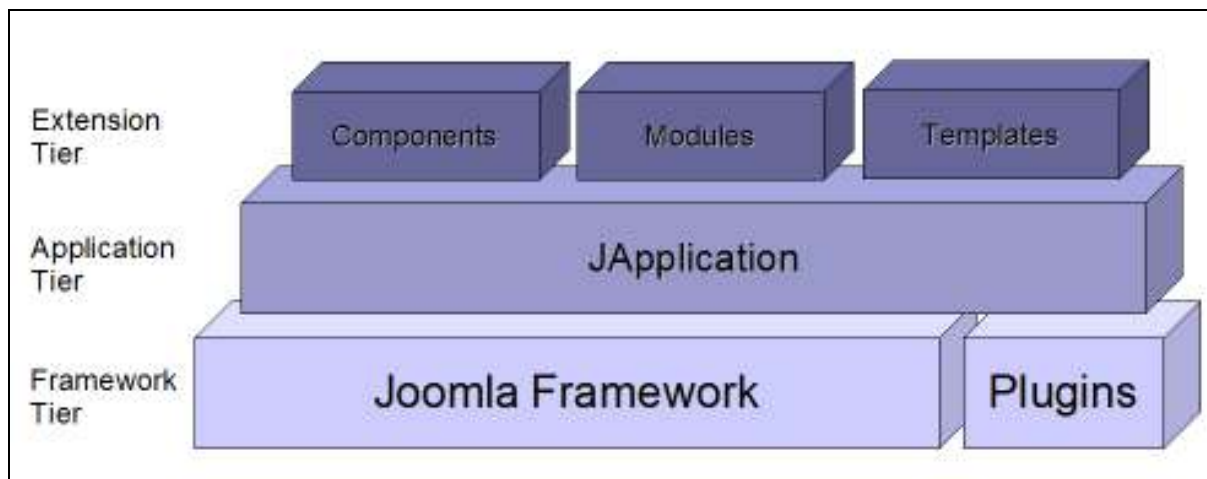 Extension
Tier
Components
Modules
Templates
Application
Tier
JApplication
Framework
Tier
Joomla Framework
Plugins